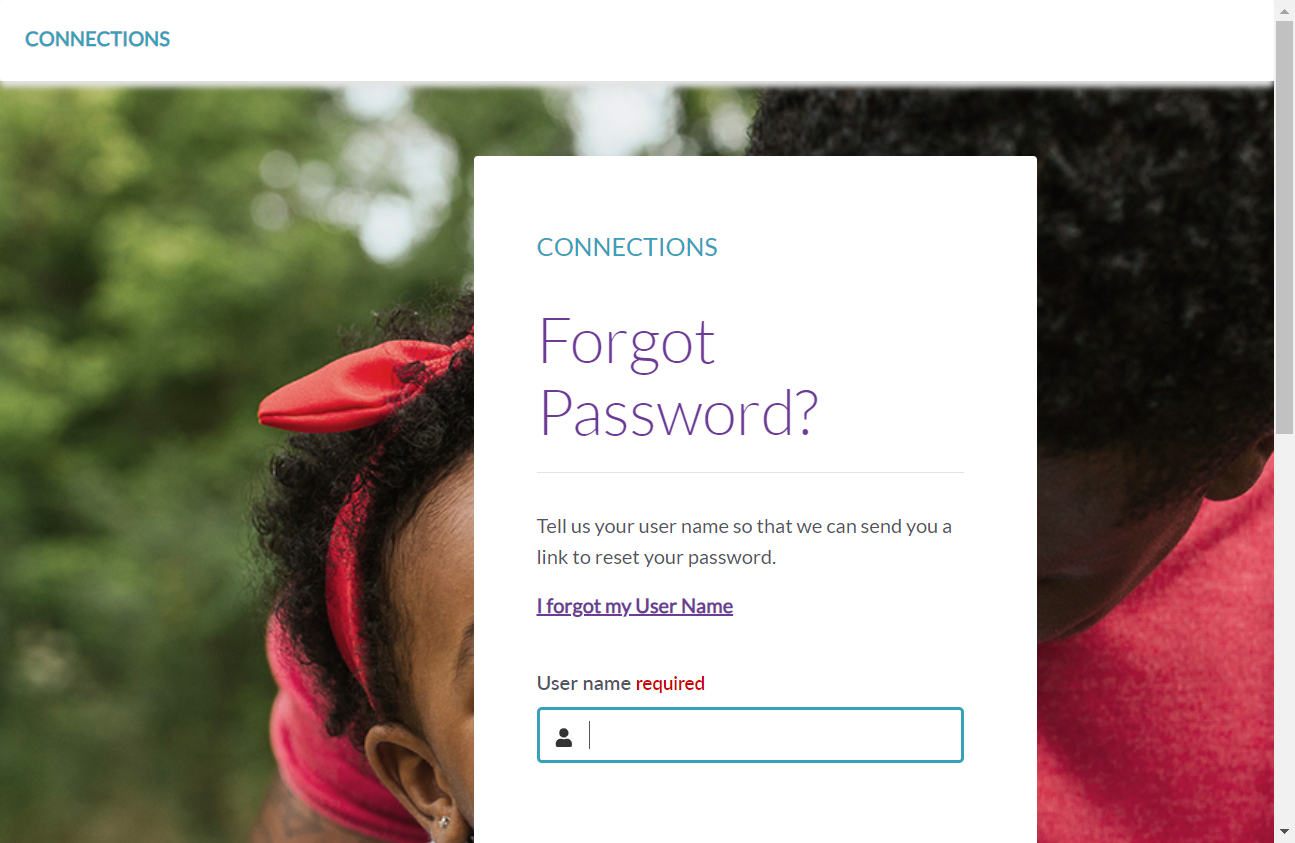 CONNECTIONS
CONNECTIONS
Forgot
Password?
Tell us your user name so that we can send you a
link to reset your password.
I forgot my User Name
User name required